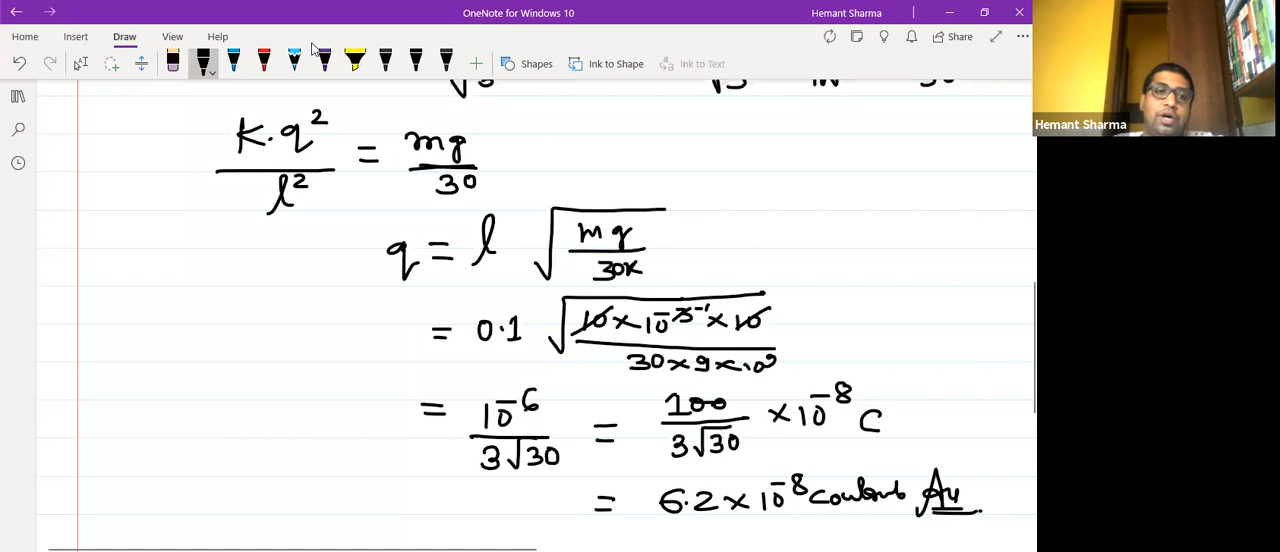 OneNote for Windows 10
Hemant Sharma
Home Insert Draw View Help
Share
Shapes Ink to Shape Ink to Text
Hemant Sharma
K·q² / l² = mg / 30
q = l √(mg / 30K)
= 0.1 √(10 × 10⁻³ ⁻¹ × 10 / 30 × 9 × 10⁹)
= 10⁻⁶ / 3√30 = 100 / 3√30 × 10⁻⁸ C
= 6.2 × 10⁻⁸ Coulomb